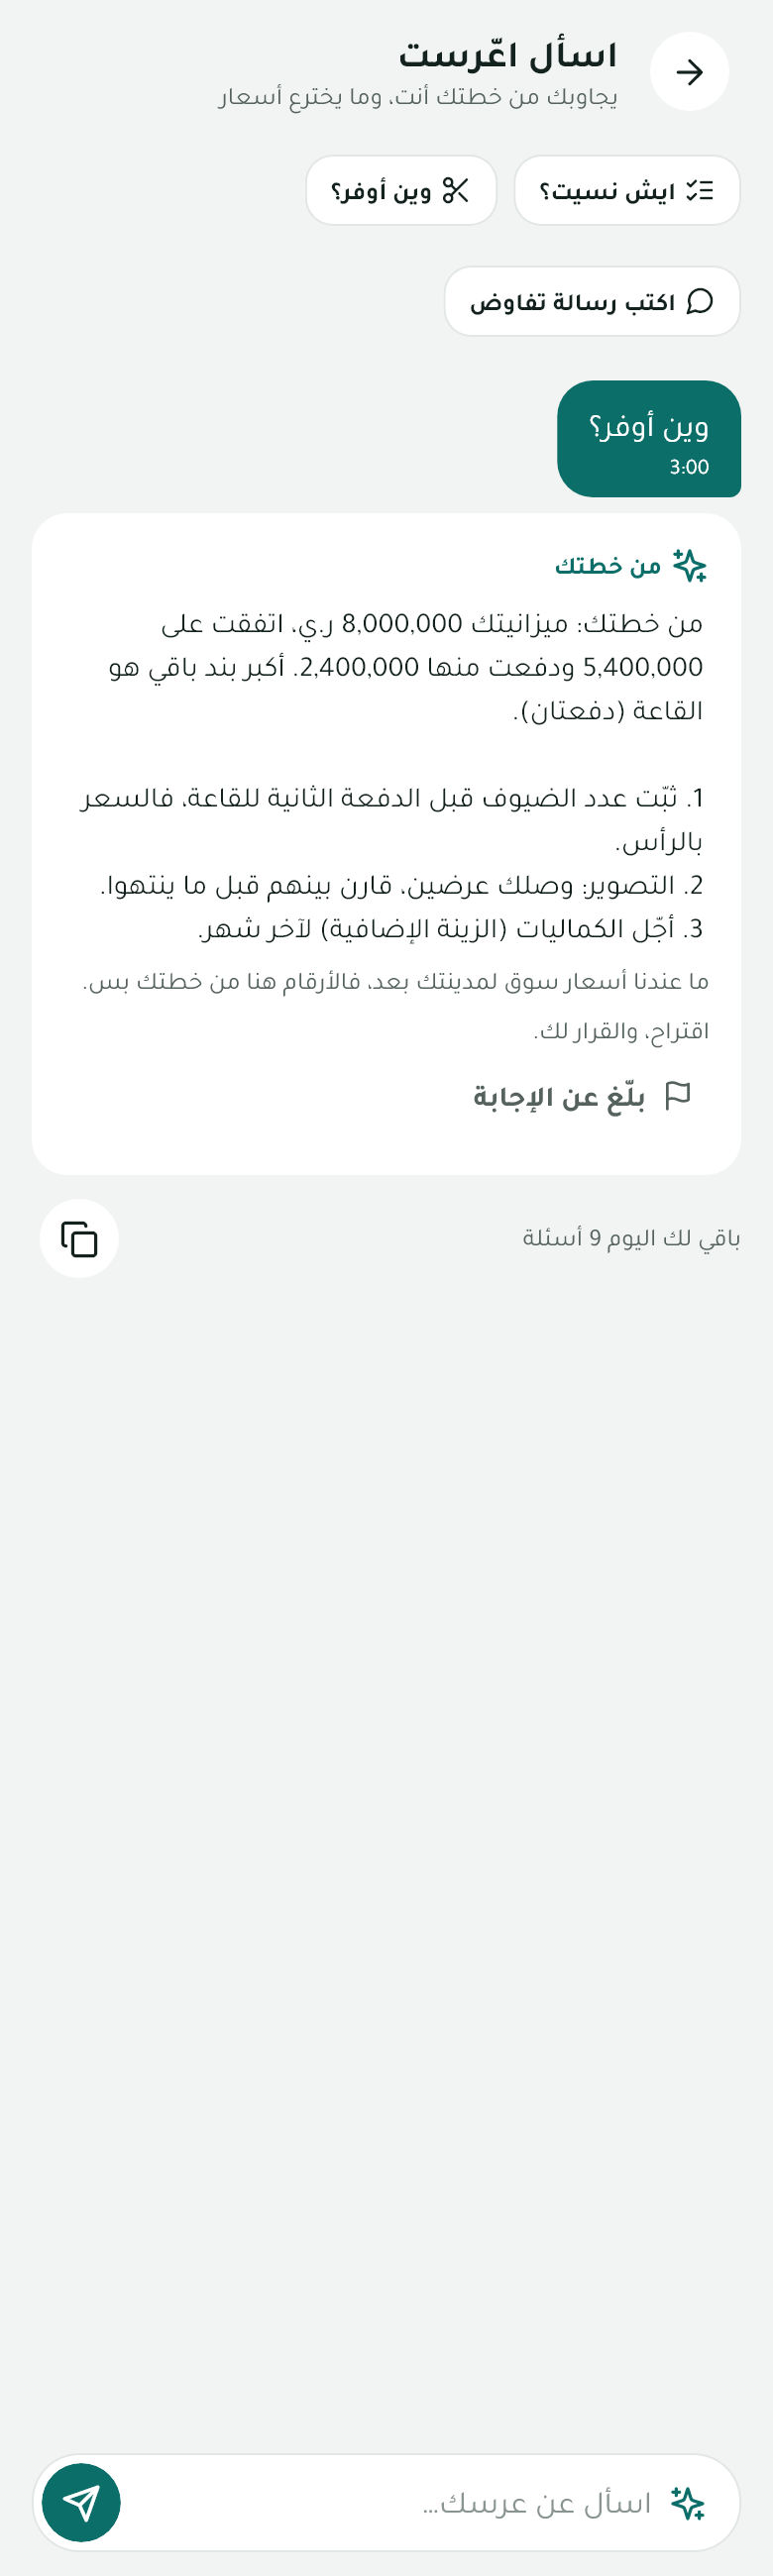 اسأل اعّرست
يجاوبك من خطتك أنت، وما يخترع أسعار
ايش نسيت؟
وين أوفر؟
اكتب رسالة تفاوض
وين أوفر؟
3:00
من خطتك
من خطتك: ميزانيتك 8,000,000 ر.ي، اتفقت على
5,400,000 ودفعت منها 2,400,000. أكبر بند باقي هو
القاعة (دفعتان).
1. ثبّت عدد الضيوف قبل الدفعة الثانية للقاعة، فالسعر
بالرأس.
2. التصوير: وصلك عرضين، قارن بينهم قبل ما ينتهوا.
3. أجّل الكماليات (الزينة الإضافية) لآخر شهر.
ما عندنا أسعار سوق لمدينتك بعد، فالأرقام هنا من خطتك بس.
اقتراح، والقرار لك.
بلّغ عن الإجابة
باقي لك اليوم 9 أسئلة
اسأل عن عرسك…